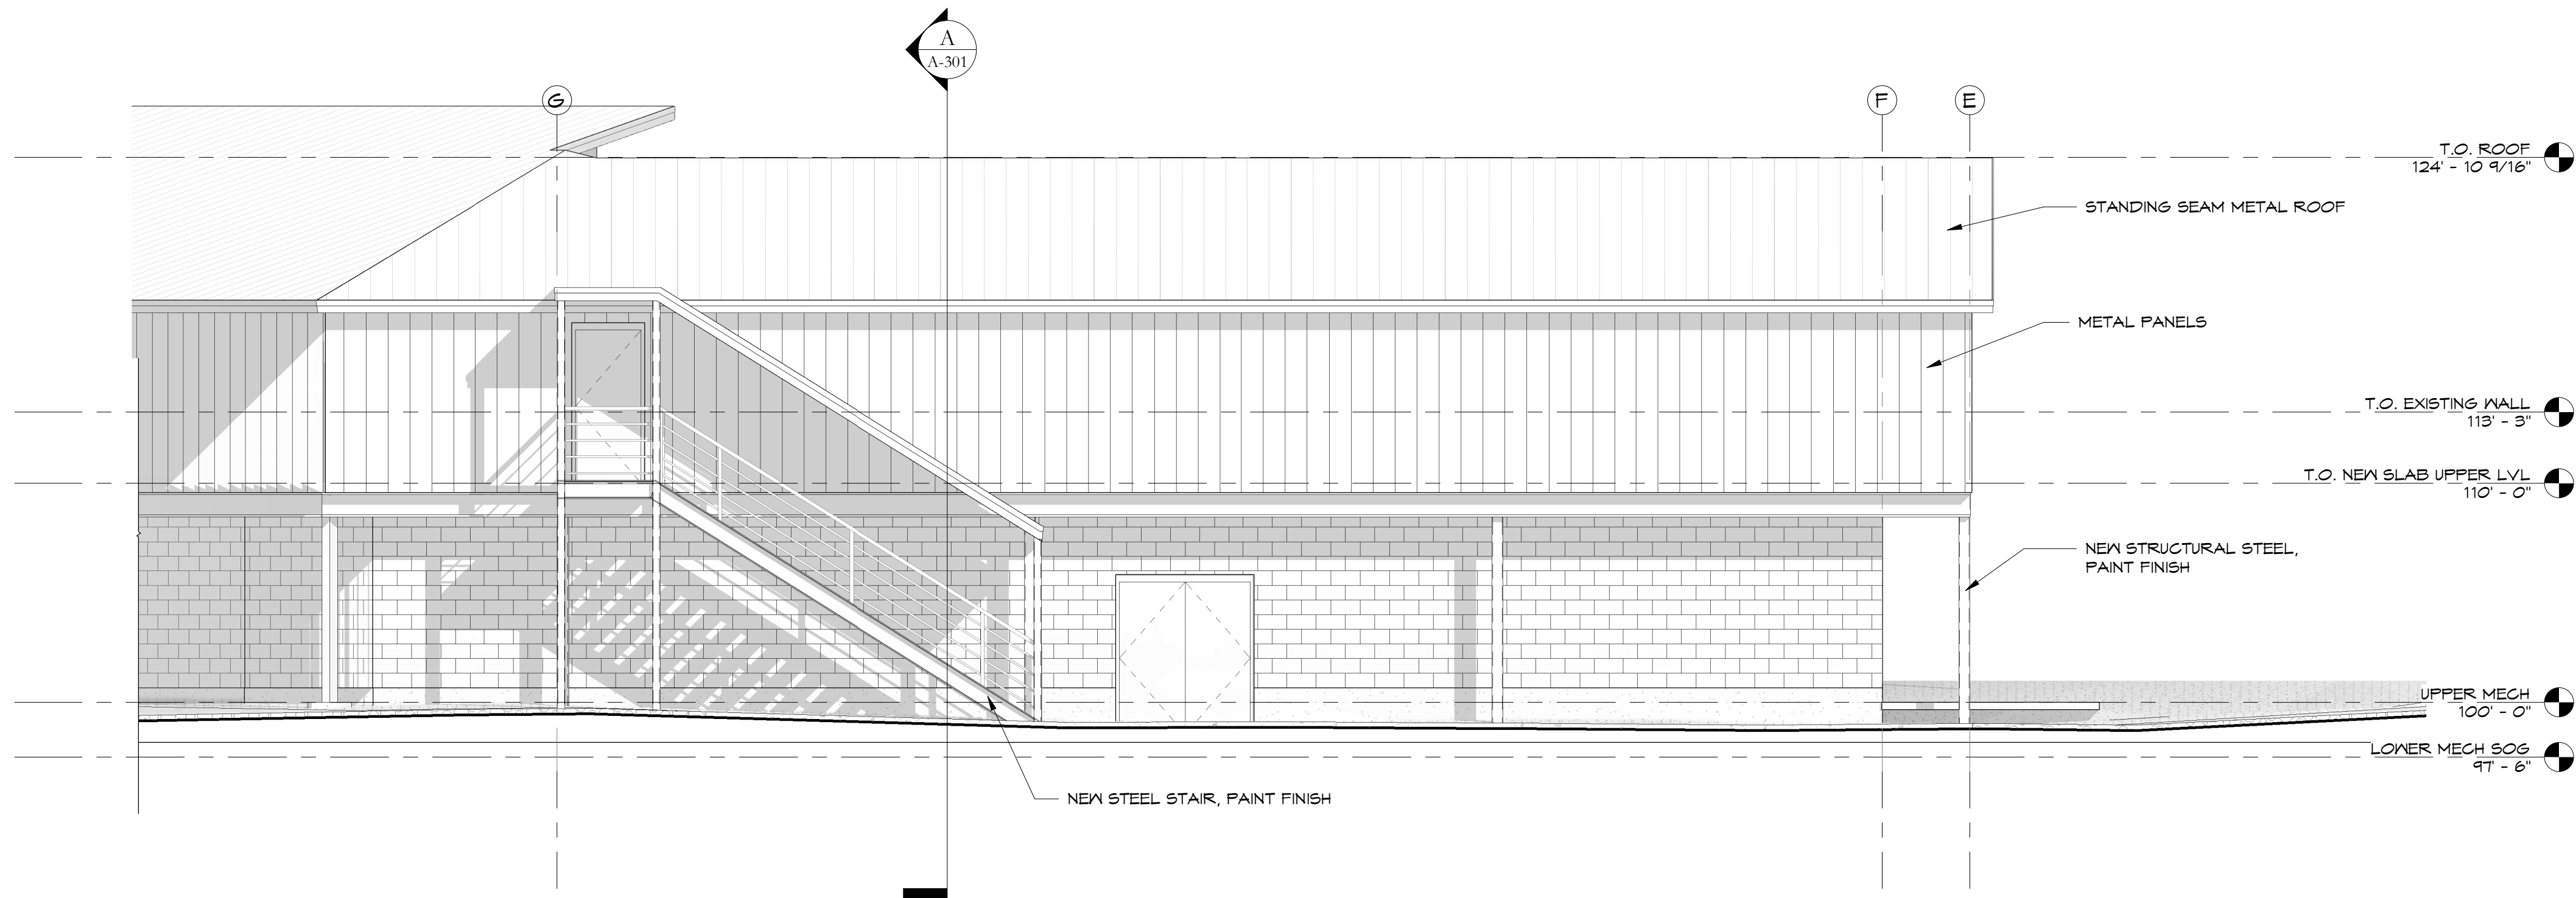 A
A-301
G
F
E
T.O. ROOF
124' - 10 9/16"
STANDING SEAM METAL ROOF
METAL PANELS
T.O. EXISTING WALL
113' - 3"
T.O. NEW SLAB UPPER LVL
110' - 0"
NEW STRUCTURAL STEEL,
PAINT FINISH
UPPER MECH
100' - 0"
LOWER MECH SOG
97' - 6"
NEW STEEL STAIR, PAINT FINISH